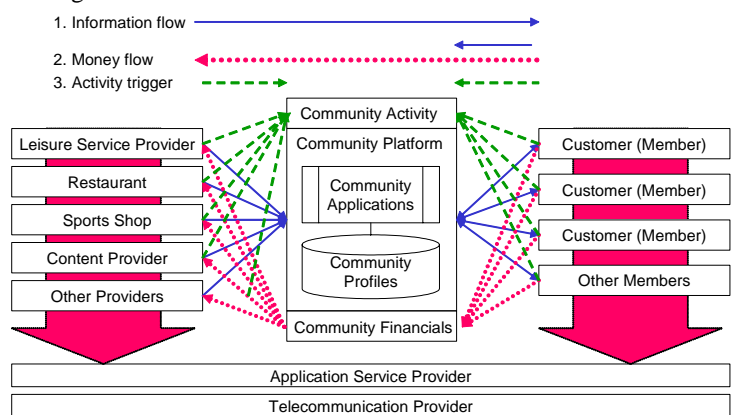 1. Information flow
2. Money flow
3. Activity trigger
Community Activity
Leisure Service Provider
Community Platform
Customer (Member)
Restaurant
Community
Applications
Customer (Member)
Sports Shop
Customer (Member)
Content Provider
Community
Profiles
Other Members
Other Providers
Community Financials
Application Service Provider
Telecommunication Provider